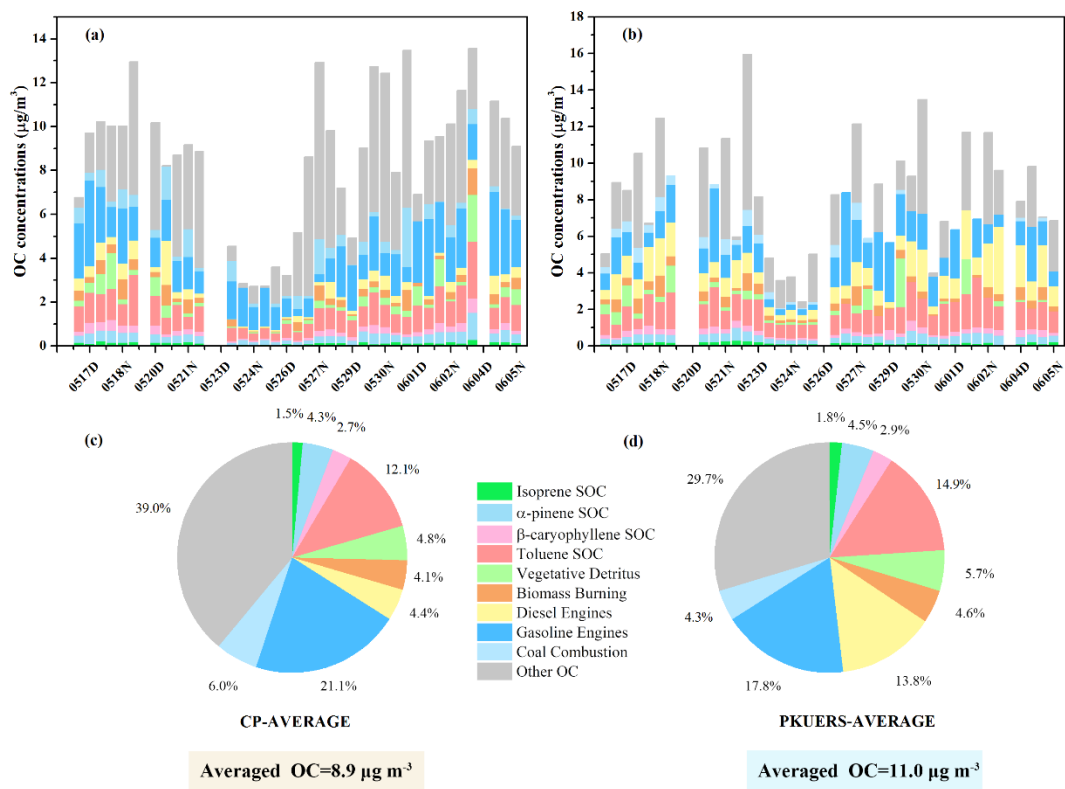 (a)
OC concentrations (μg/m³)
14
12
10
8
6
4
2
0
0517D 0518N 0520D 0521N 0523D 0524N 0526D 0527N 0529D 0530N 0601D 0602N 0604D 0605N
(b)
OC concentrations (μg/m³)
18
16
14
12
10
8
6
4
2
0
0517D 0518N 0520D 0521N 0523D 0524N 0526D 0527N 0529D 0530N 0601D 0602N 0604D 0605N
(c)
1.5%
4.3%
2.7%
12.1%
4.8%
4.1%
4.4%
21.1%
6.0%
39.0%
CP-AVERAGE
Averaged OC=8.9 μg m⁻³
Isoprene SOC
α-pinene SOC
β-caryophyllene SOC
Toluene SOC
Vegetative Detritus
Biomass Burning
Diesel Engines
Gasoline Engines
Coal Combustion
Other OC
(d)
1.8%
4.5%
2.9%
14.9%
5.7%
4.6%
13.8%
17.8%
4.3%
29.7%
PKUERS-AVERAGE
Averaged OC=11.0 μg m⁻³